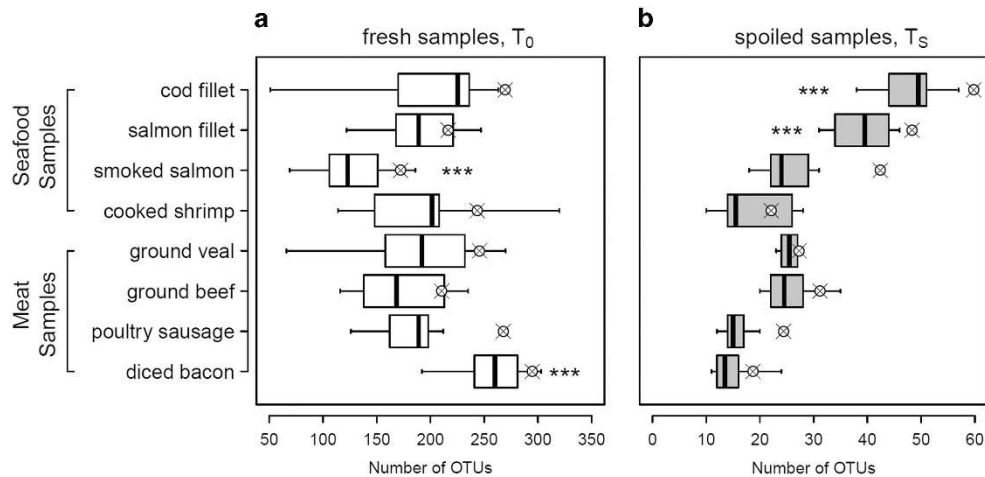 a
fresh samples, T0
b
spoiled samples, TS
Seafood
Samples
cod fillet
***
salmon fillet
***
smoked salmon
***
cooked shrimp
Meat
Samples
ground veal
ground beef
poultry sausage
diced bacon
***
50 100 150 200 250 300 350
Number of OTUs
0 10 20 30 40 50 60
Number of OTUs